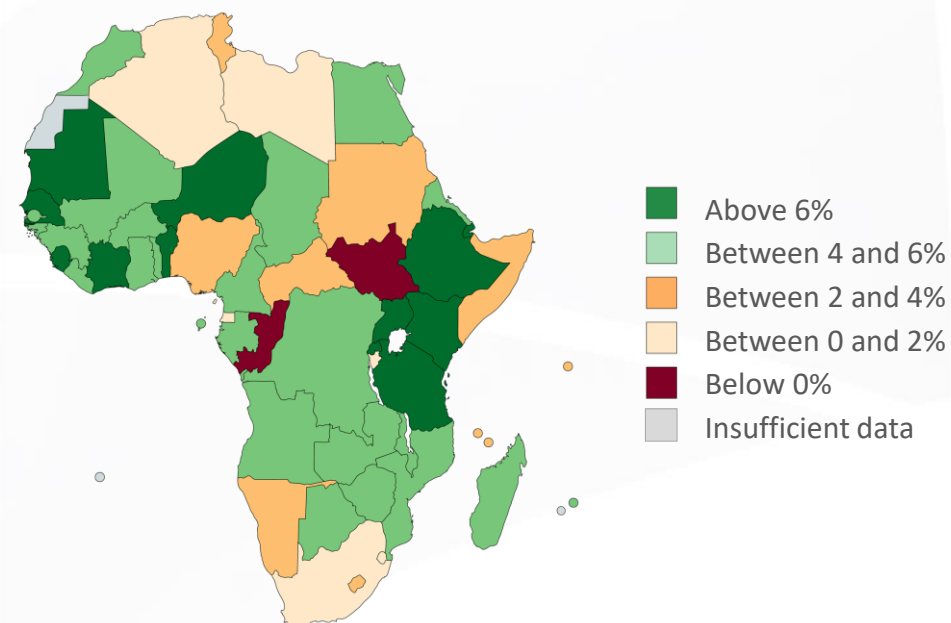 Above 6%
Between 4 and 6%
Between 2 and 4%
Between 0 and 2%
Below 0%
Insufficient data